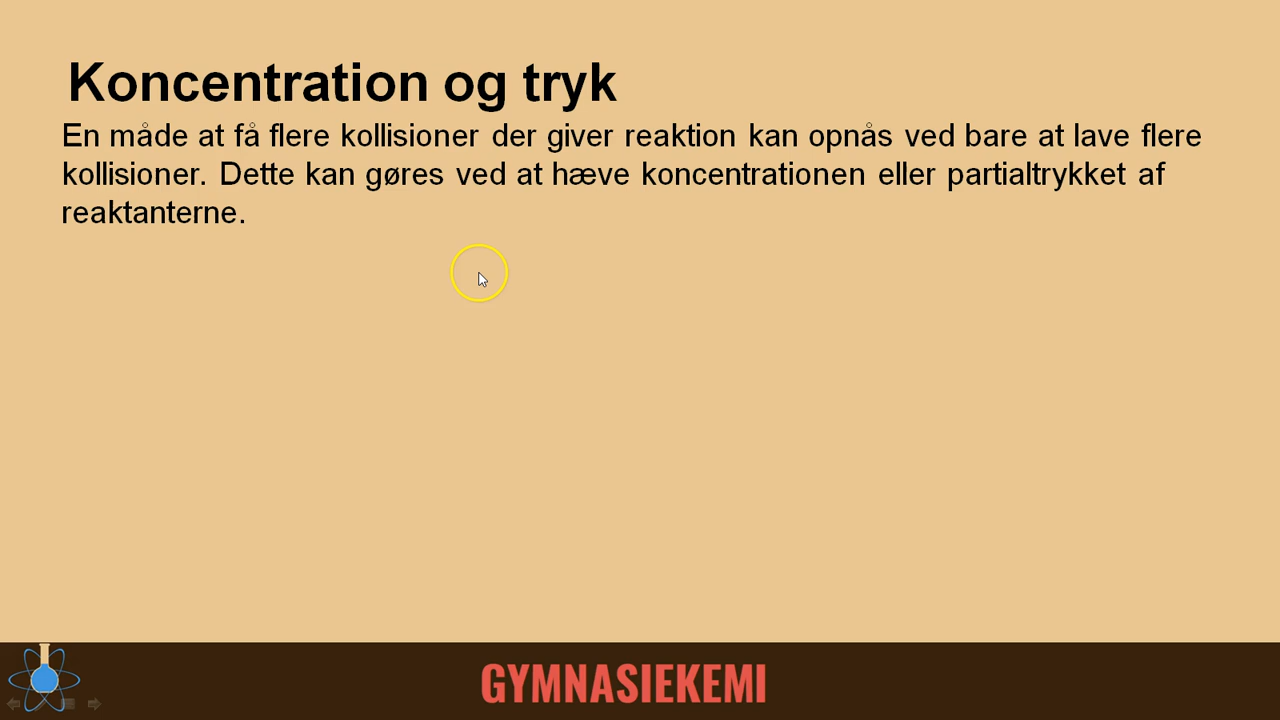 Koncentration og tryk
En måde at få flere kollisioner der giver reaktion kan opnås ved bare at lave flere
kollisioner. Dette kan gøres ved at hæve koncentrationen eller partialtrykket af
reaktanterne.
GYMNASIEKEMI